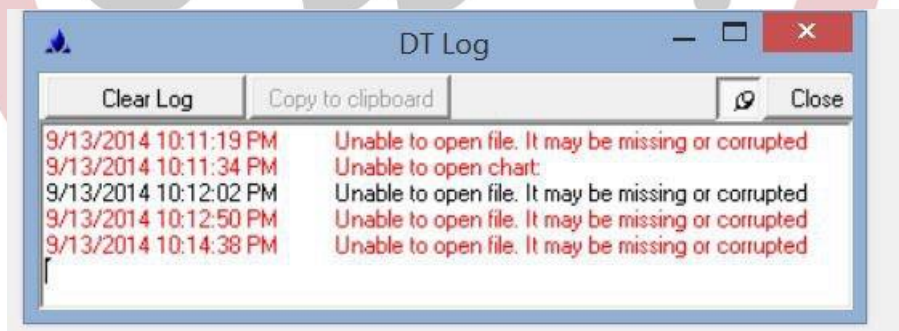 DT Log
Clear Log Copy to clipboard Close
9/13/2014 10:11:19 PM Unable to open file. It may be missing or corrupted
9/13/2014 10:11:34 PM Unable to open chart:
9/13/2014 10:12:02 PM Unable to open file. It may be missing or corrupted
9/13/2014 10:12:50 PM Unable to open file. It may be missing or corrupted
9/13/2014 10:14:38 PM Unable to open file. It may be missing or corrupted